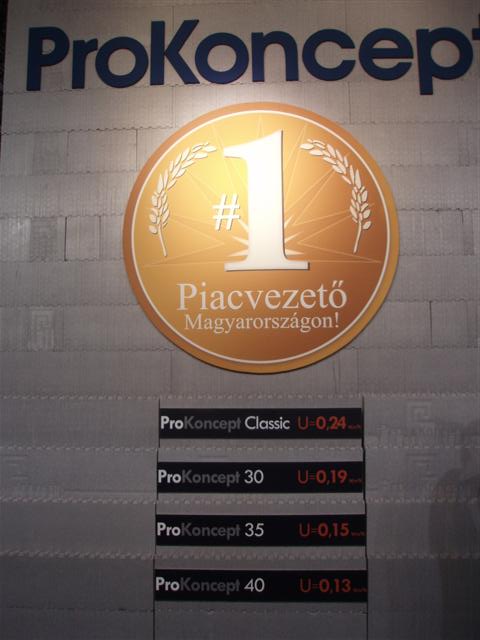 ProKoncept
#1
Piacvezető
Magyarországon!
ProKoncept Classic U=0,24
ProKoncept 30 U=0,19
ProKoncept 35 U=0,15
ProKoncept 40 U=0,13